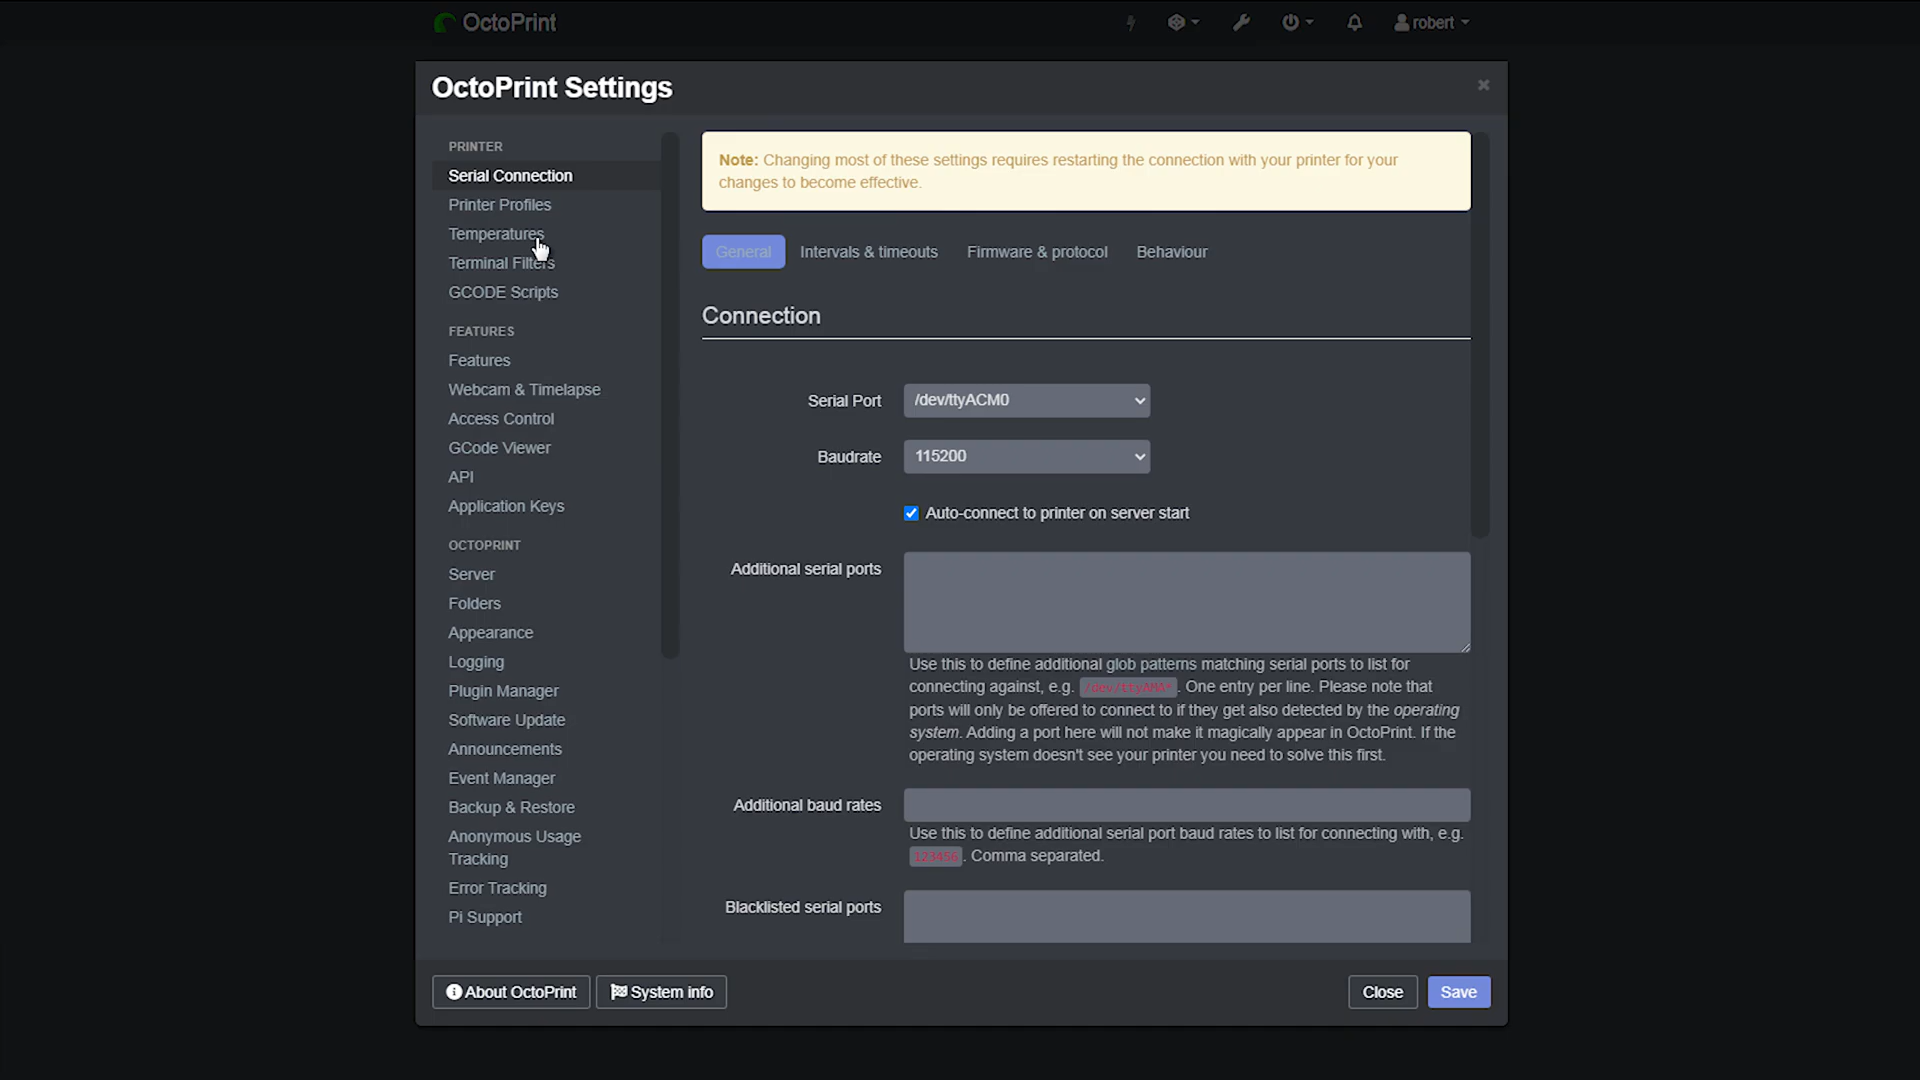 OctoPrint
robert
OctoPrint Settings
PRINTER
Serial Connection
Printer Profiles
Temperatures
Terminal Filters
GCODE Scripts
FEATURES
Features
Webcam & Timelapse
Access Control
GCode Viewer
API
Application Keys
OCTOPRINT
Server
Folders
Appearance
Logging
Plugin Manager
Software Update
Announcements
Event Manager
Backup & Restore
Anonymous Usage
Tracking
Error Tracking
Pi Support
Note: Changing most of these settings requires restarting the connection with your printer for your
changes to become effective.
General Intervals & timeouts Firmware & protocol Behaviour
Connection
Serial Port /dev/ttyACM0
Baudrate 115200
Auto-connect to printer on server start
Additional serial ports
Use this to define additional glob patterns matching serial ports to list for
connecting against, e.g. /dev/ttyAMA* . One entry per line. Please note that
ports will only be offered to connect to if they get also detected by the operating
system. Adding a port here will not make it magically appear in OctoPrint. If the
operating system doesn't see your printer you need to solve this first.
Additional baud rates
Use this to define additional serial port baud rates to list for connecting with, e.g.
123456 . Comma separated.
Blacklisted serial ports
About OctoPrint System info Close Save